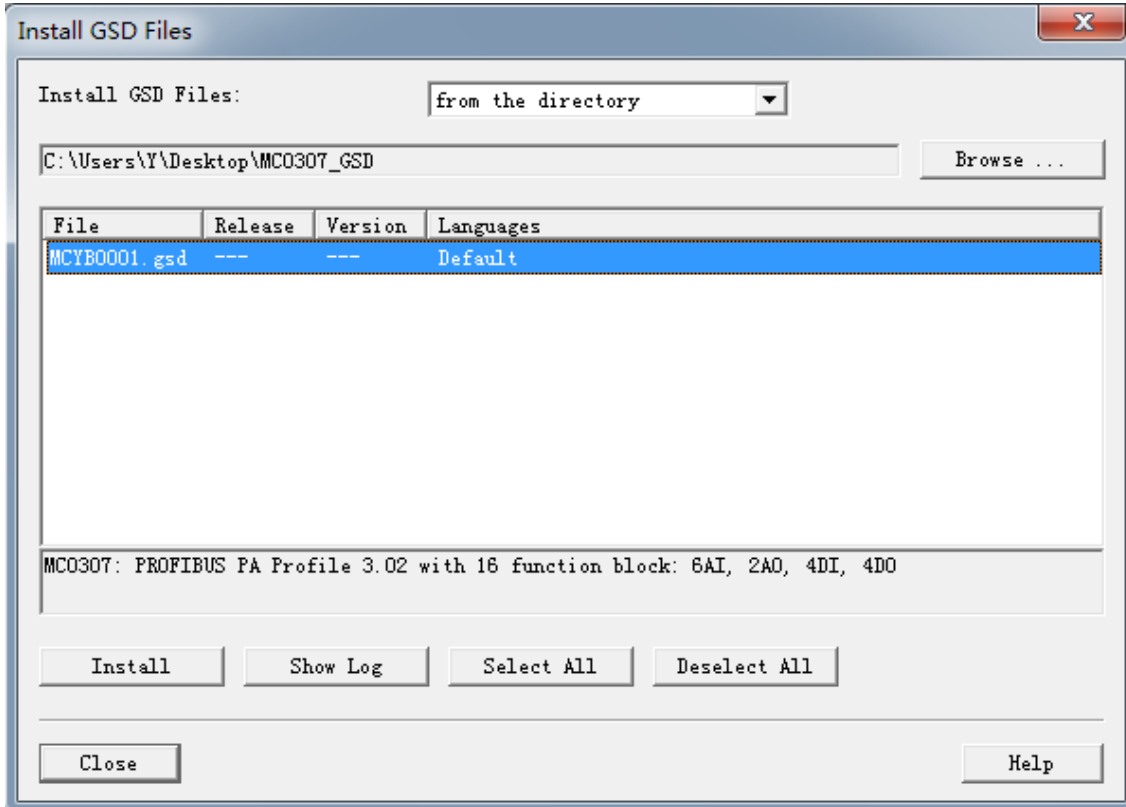 Install GSD Files
Install GSD Files: from the directory
C:\Users\Y\Desktop\MC0307_GSD Browse ...
File Release Version Languages
MCYB0001.gsd --- --- Default
MC0307: PROFIBUS PA Profile 3.02 with 16 function block: 6AI, 2AO, 4DI, 4DO
Install Show Log Select All Deselect All
Close Help